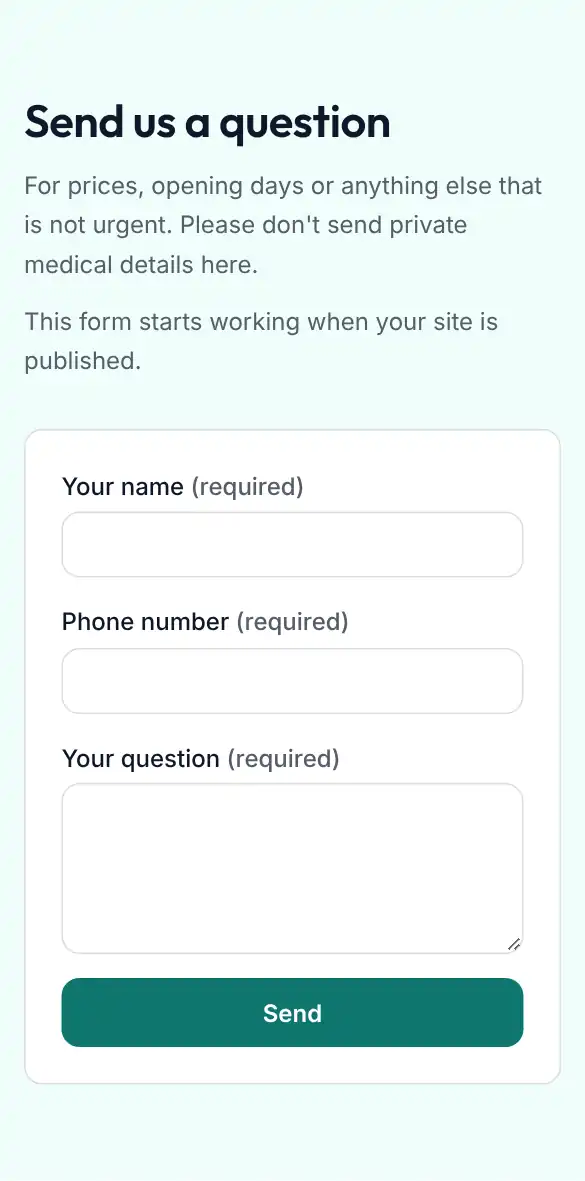 Send us a question
For prices, opening days or anything else that
is not urgent. Please don't send private
medical details here.
This form starts working when your site is
published.
Your name (required)
Phone number (required)
Your question (required)
Send